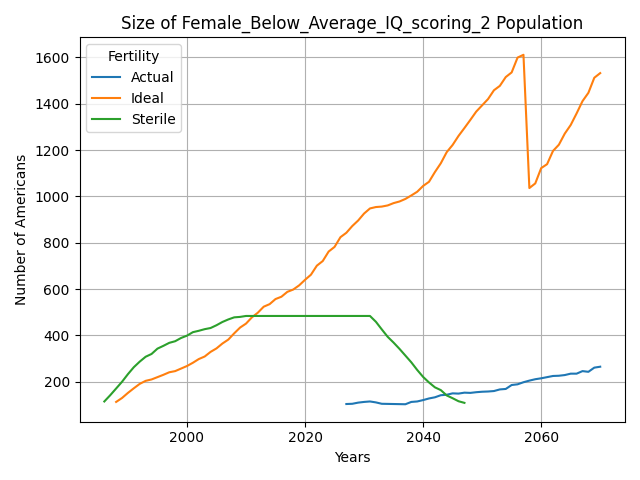 Size of Female_Below_Average_IQ_scoring_2 Population
Fertility
Actual
Ideal
Sterile
Number of Americans
1600
1400
1200
1000
800
600
400
200
2000
2020
2040
2060
Years